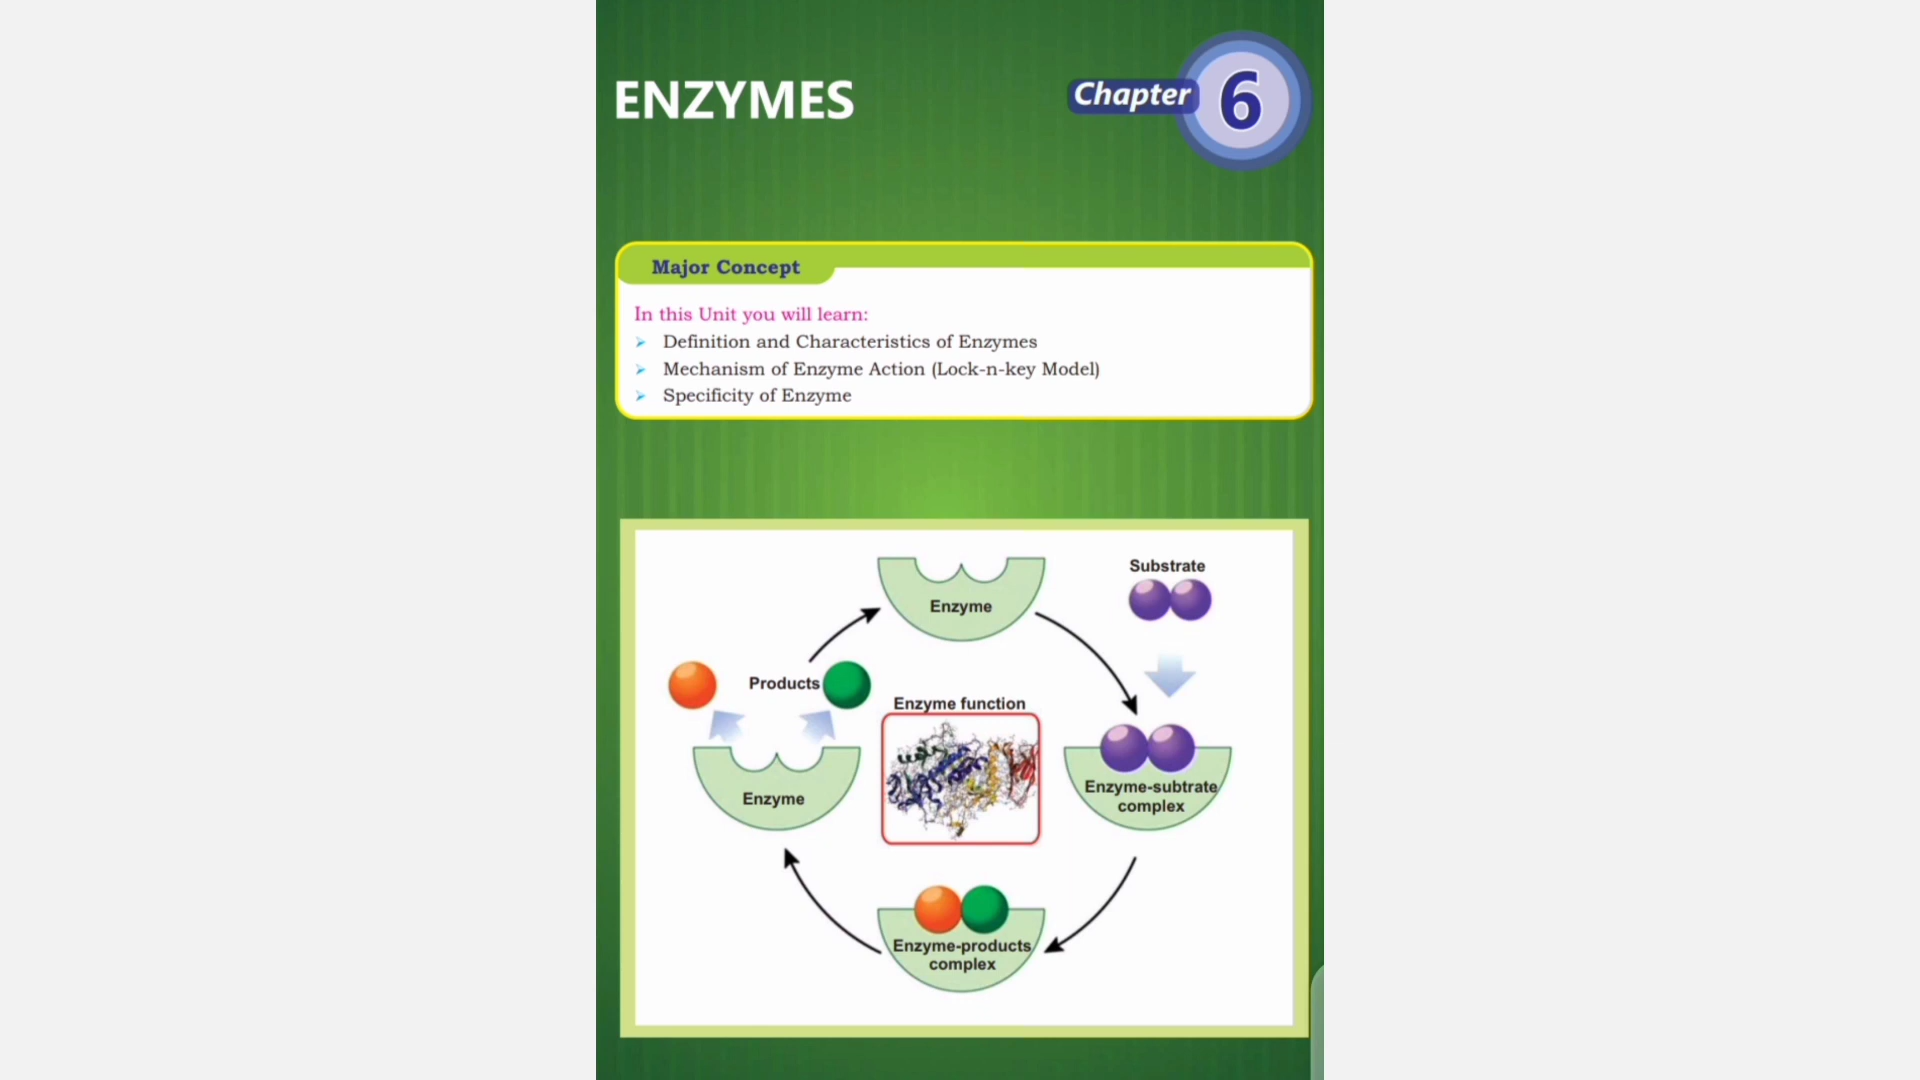 ENZYMES
Chapter 6
Major Concept
In this Unit you will learn:
➢ Definition and Characteristics of Enzymes
➢ Mechanism of Enzyme Action (Lock-n-key Model)
➢ Specificity of Enzyme
Enzyme
Substrate
Products
Enzyme function
Enzyme
Enzyme-subtrate
complex
Enzyme-products
complex